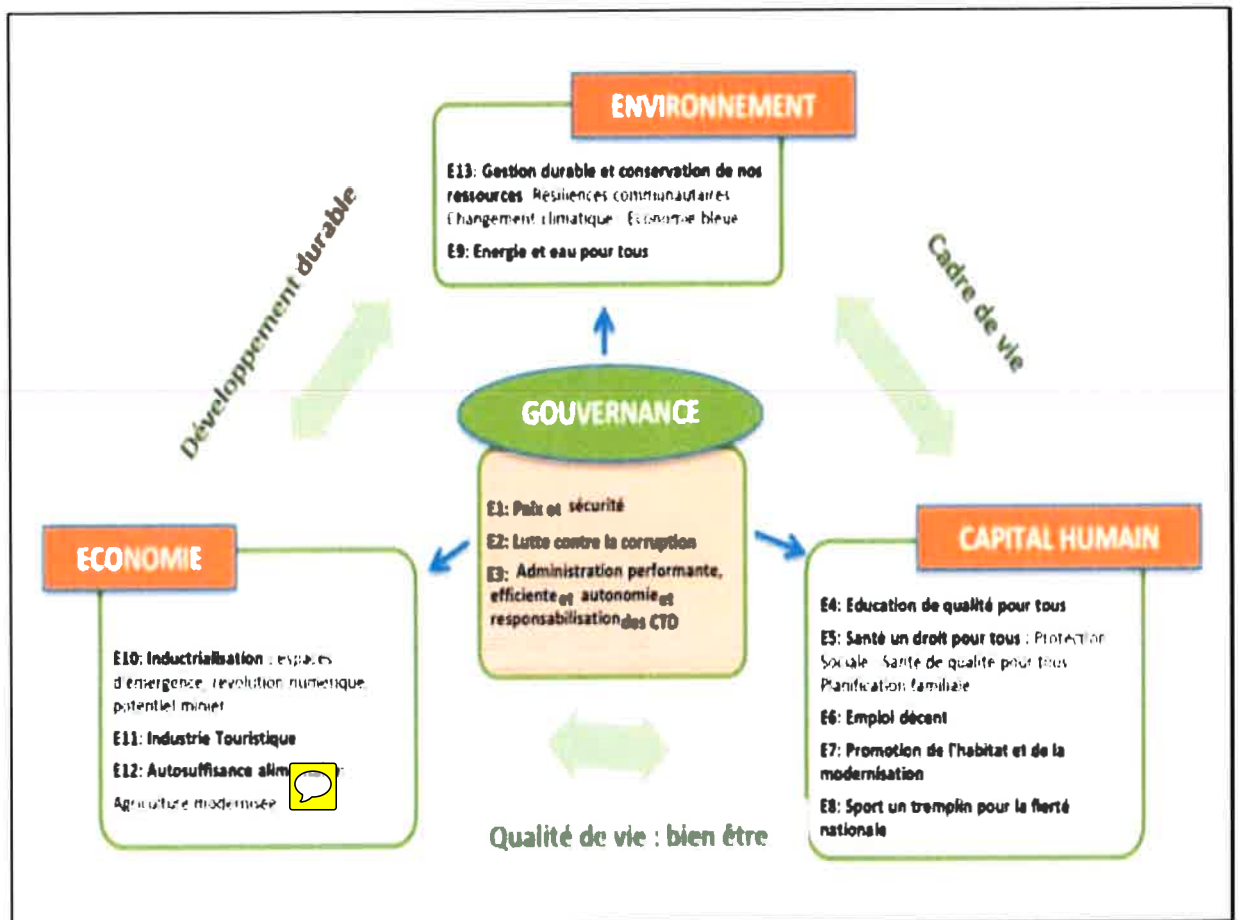 ENVIRONNEMENT
E13: Gestion durable et conservation de nos
ressources Résiliences communautaires
Changement climatique : Economie bleue
E9: Energie et eau pour tous
Développement durable
Cadre de vie
GOUVERNANCE
E1: Paix et sécurité
E2: Lutte contre la corruption
E3: Administration performante,
efficiente et autonomie et
responsabilisation des CTD
ECONOMIE
E10: Inductrialisation : espaces
d'émergence, révolution numérique,
potentiel minier
E11: Industrie Touristique
E12: Autosuffisance
Agriculture modernisée
CAPITAL HUMAIN
E4: Education de qualité pour tous
E5: Santé un droit pour tous : Protection
Sociale Santé de qualité pour tous
Planification familiale
E6: Emploi décent
E7: Promotion de l'habitat et de la
modernisation
E8: Sport un tremplin pour la fierté
nationale
Qualité de vie : bien être